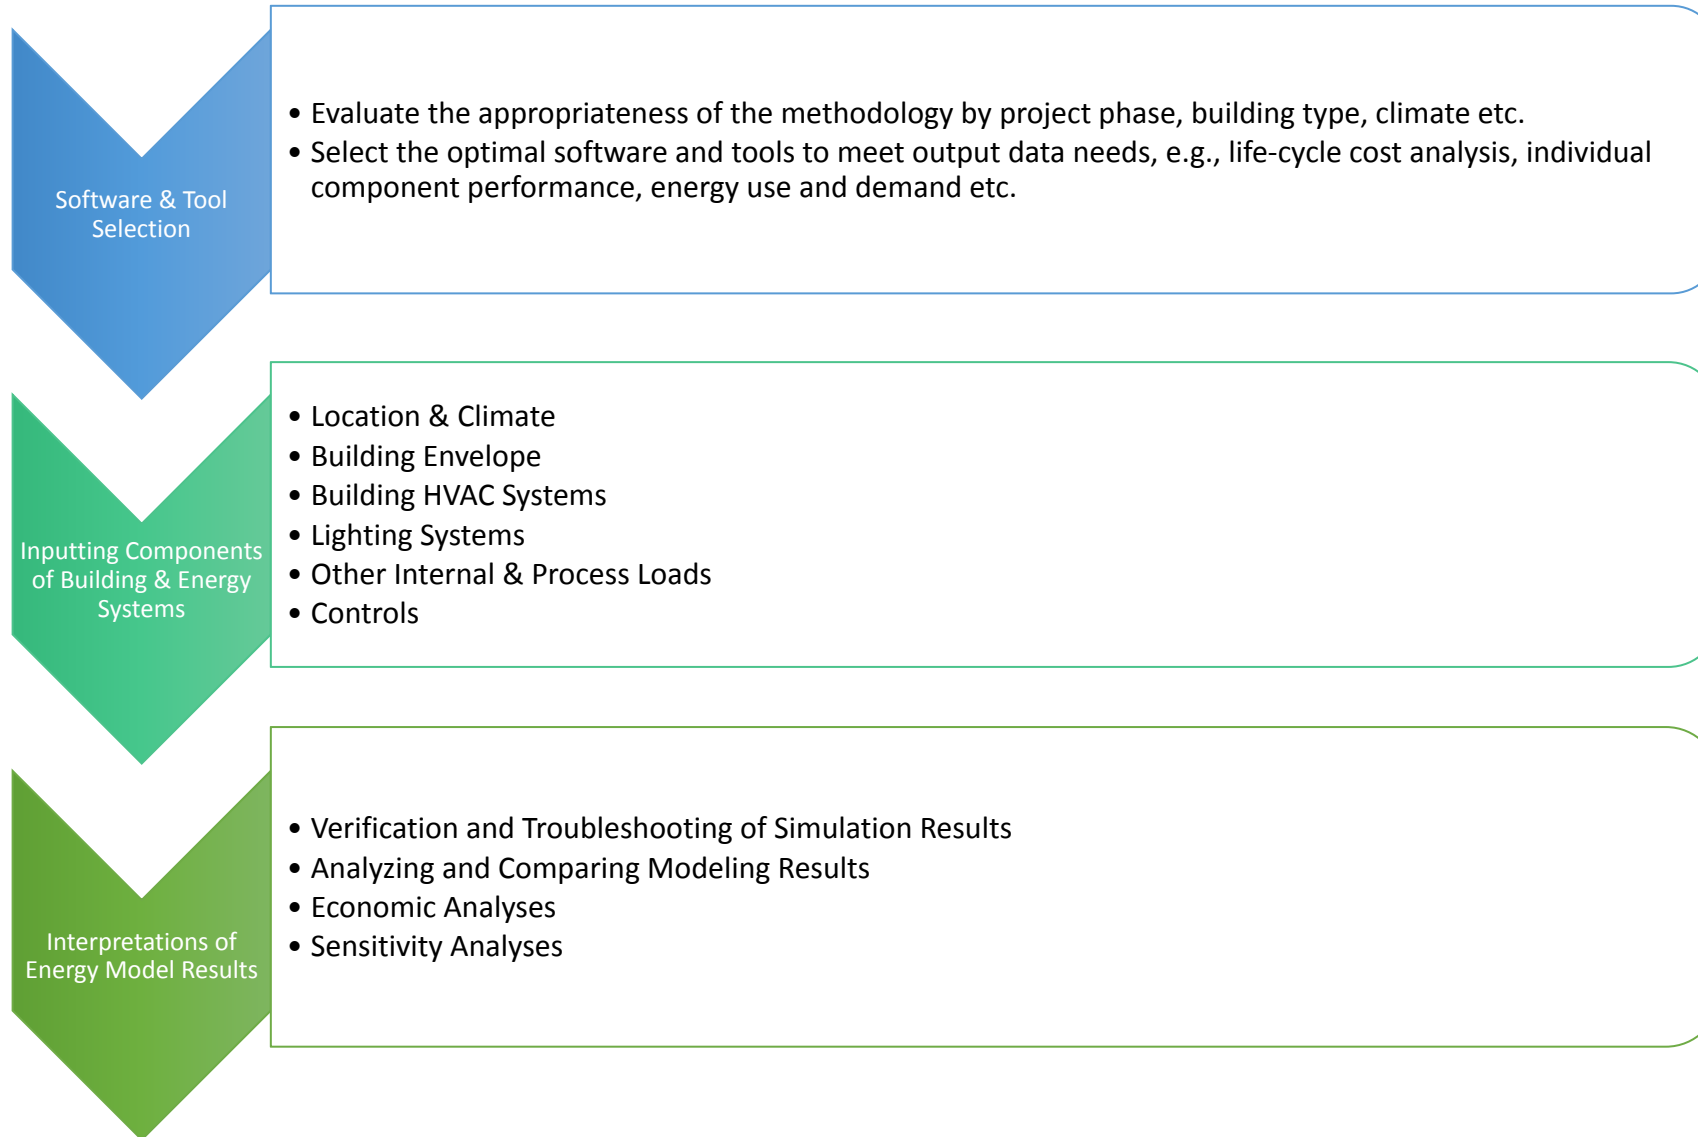 Software & Tool
Selection
• Evaluate the appropriateness of the methodology by project phase, building type, climate etc.
• Select the optimal software and tools to meet output data needs, e.g., life-cycle cost analysis, individual
component performance, energy use and demand etc.
Inputting Components
of Building & Energy
Systems
• Location & Climate
• Building Envelope
• Building HVAC Systems
• Lighting Systems
• Other Internal & Process Loads
• Controls
Interpretations of
Energy Model Results
• Verification and Troubleshooting of Simulation Results
• Analyzing and Comparing Modeling Results
• Economic Analyses
• Sensitivity Analyses